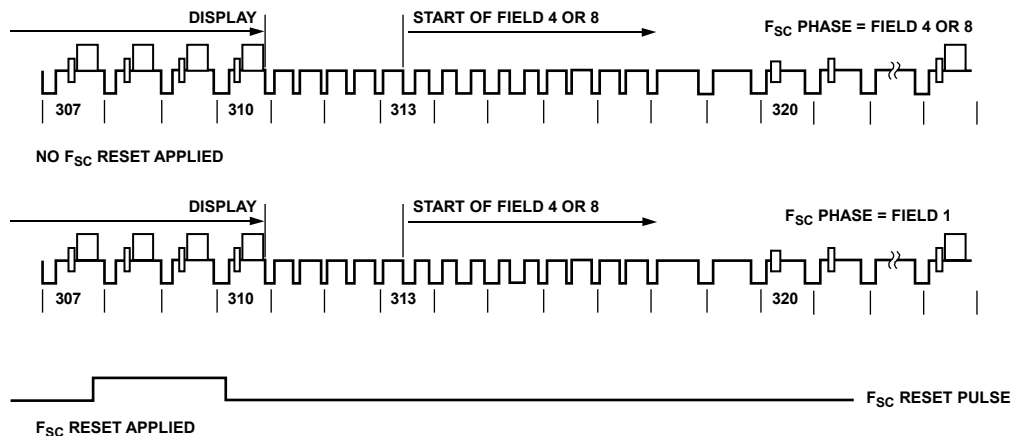 DISPLAY
START OF FIELD 4 OR 8
FSC PHASE = FIELD 4 OR 8
307
310
313
320
NO FSC RESET APPLIED
DISPLAY
START OF FIELD 4 OR 8
FSC PHASE = FIELD 1
307
310
313
320
FSC RESET PULSE
FSC RESET APPLIED